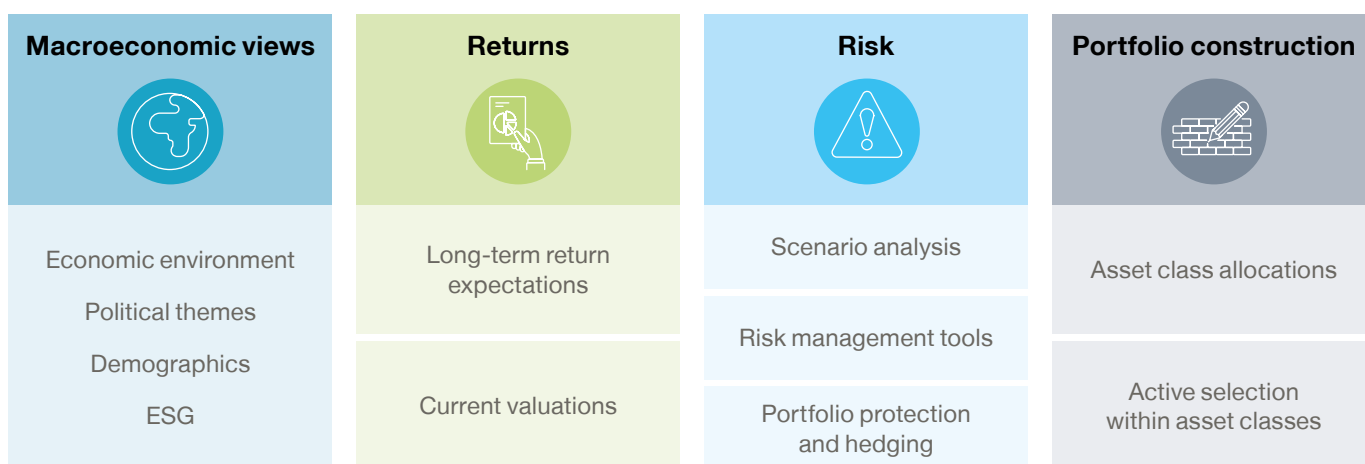 Macroeconomic views
Economic environment
Political themes
Demographics
ESG
Returns
Long-term return
expectations
Current valuations
Risk
Scenario analysis
Risk management tools
Portfolio protection
and hedging
Portfolio construction
Asset class allocations
Active selection
within asset classes